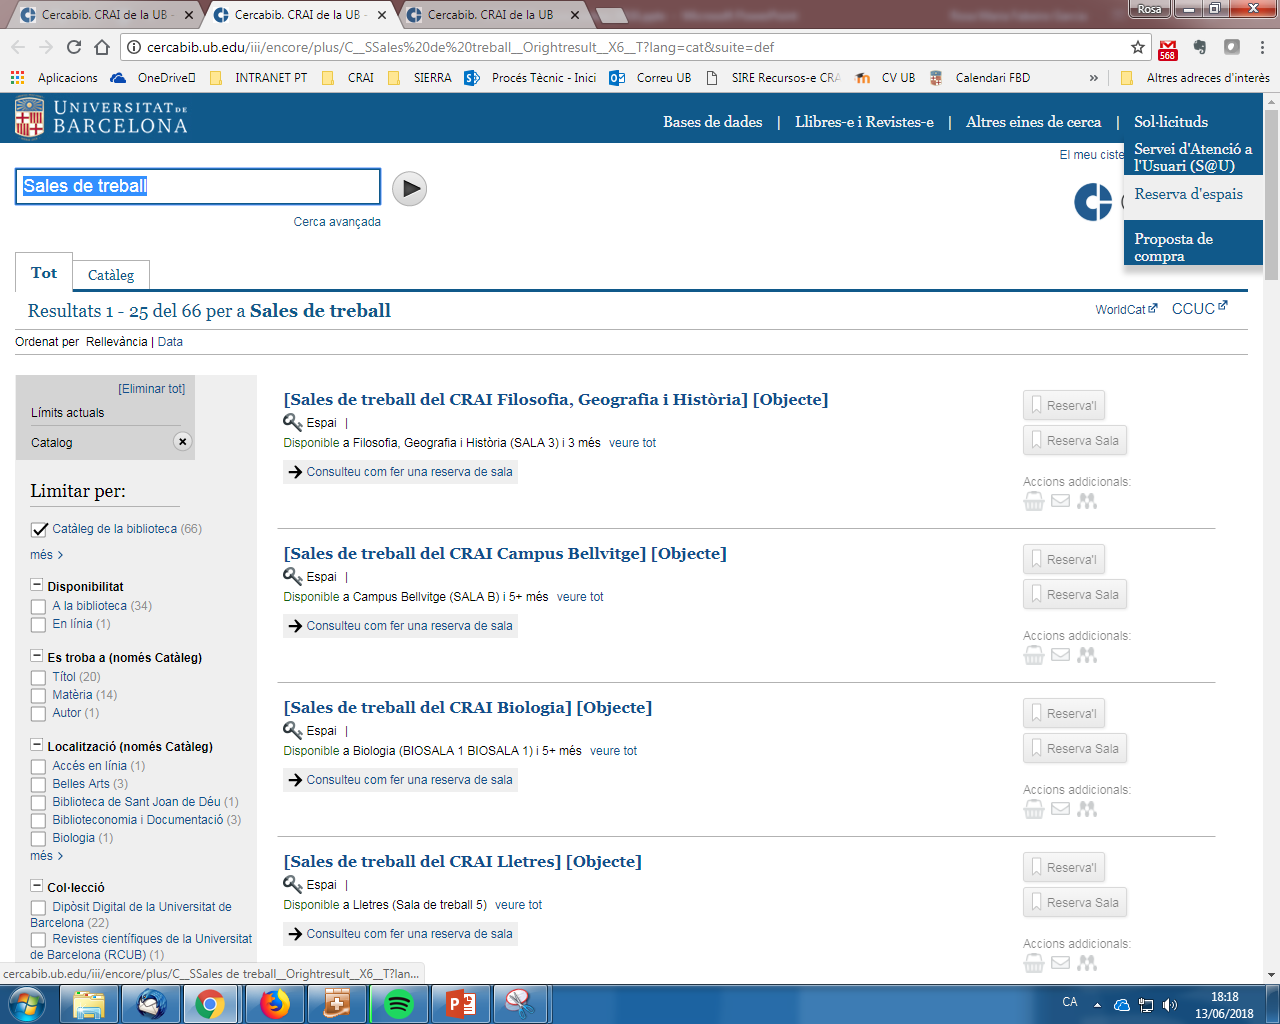 Cercabib. CRAI de la UB -
Cercabib. CRAI de la UB -
Cercabib. CRAI de la UB
Rosa
cercabib.ub.edu/iii/encore/plus/C__SSales%20de%20treball__Orightresult__X6__T?lang=cat&suite=def
568
Aplicacions
OneDrive
INTRANET PT
CRAI
SIERRA
Procés Tècnic - Inici
Correu UB
SIRE Recursos-e CRA
CV UB
Calendari FBD
»
Altres adreces d'interès
UNIVERSITAT DE
BARCELONA
Bases de dades | Llibres-e i Revistes-e | Altres eines de cerca | Sol·licituds
Servei d'Atenció a
l'Usuari (S@U)
Reserva d'espais
Proposta de
compra
El meu ciste
Sales de treball
Cerca avançada
Tot
Catàleg
Resultats 1 - 25 del 66 per a Sales de treball
WorldCat
CCUC
Ordenat per Rellevància | Data
[Eliminar tot]
Límits actuals
Catalog
Limitar per:
Catàleg de la biblioteca (66)
més >
Disponibilitat
A la biblioteca (34)
En línia (1)
Es troba a (només Catàleg)
Títol (20)
Matèria (14)
Autor (1)
Localització (només Catàleg)
Accés en línia (1)
Belles Arts (3)
Biblioteca de Sant Joan de Déu (1)
Biblioteconomia i Documentació (3)
Biologia (1)
més >
Col·lecció
Dipòsit Digital de la Universitat de
Barcelona (22)
Revistes científiques de la Universitat
de Barcelona (RCUB) (1)
[Sales de treball del CRAI Filosofia, Geografia i Història] [Objecte]
Espai |
Disponible a Filosofia, Geografia i Història (SALA 3) i 3 més veure tot
Consulteu com fer una reserva de sala
Reserva'l
Reserva Sala
Accions addicionals:
[Sales de treball del CRAI Campus Bellvitge] [Objecte]
Espai |
Disponible a Campus Bellvitge (SALA B) i 5+ més veure tot
Consulteu com fer una reserva de sala
Reserva'l
Reserva Sala
Accions addicionals:
[Sales de treball del CRAI Biologia] [Objecte]
Espai |
Disponible a Biologia (BIOSALA 1 BIOSALA 1) i 5+ més veure tot
Consulteu com fer una reserva de sala
Reserva'l
Reserva Sala
Accions addicionals:
[Sales de treball del CRAI Lletres] [Objecte]
Espai |
Disponible a Lletres (Sala de treball 5) veure tot
Consulteu com fer una reserva de sala
Reserva'l
Reserva Sala
Accions addicionals:
cercabib.ub.edu/iii/encore/plus/C__SSales de treball__Orightresult__X6__T?lan...
CA
18:18
13/06/2018